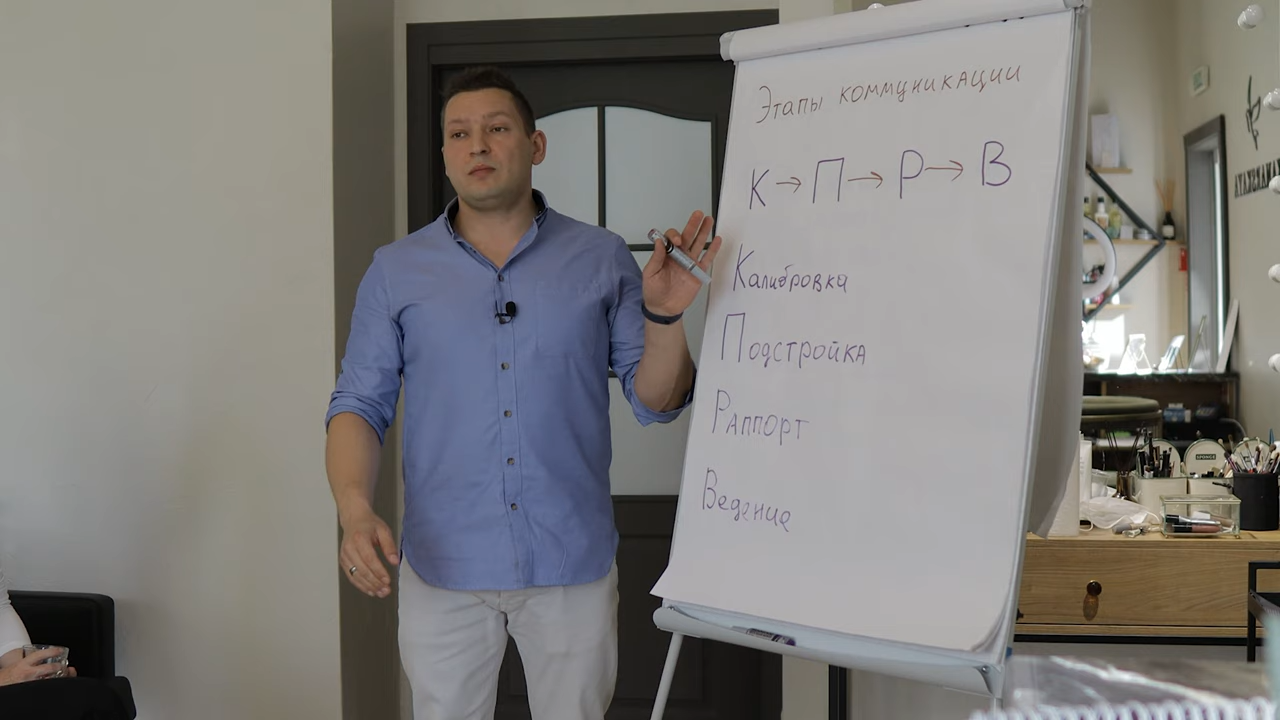 Этапы коммуникации
К → П → Р → В
Калибровка
Подстройка
Раппорт
Ведение